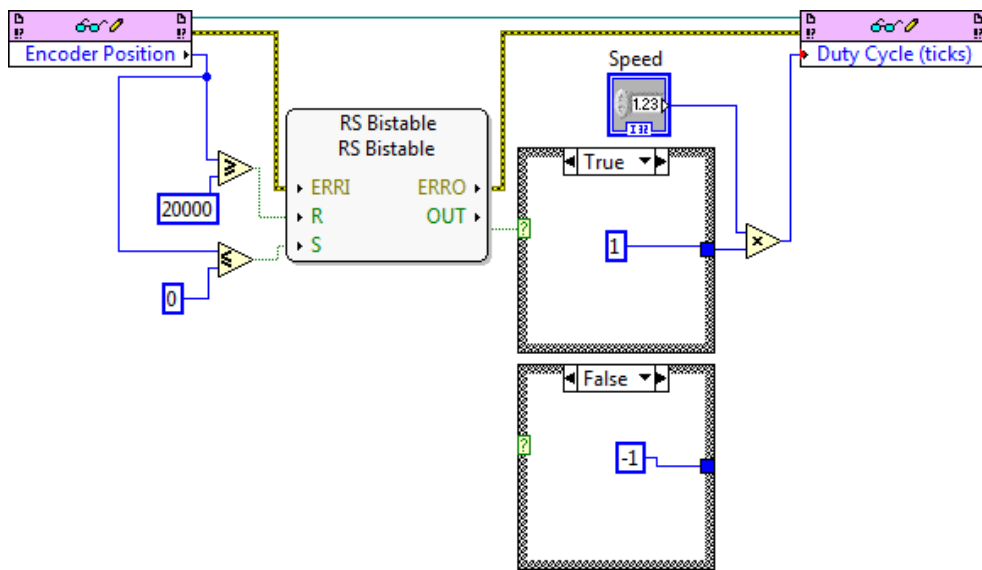 Encoder Position
Duty Cycle (ticks)
Speed
1.23
I32
RS Bistable
RS Bistable
ERRI ERRO
R OUT
S
≥
20000
≤
0
True
?
1
×
False
?
-1